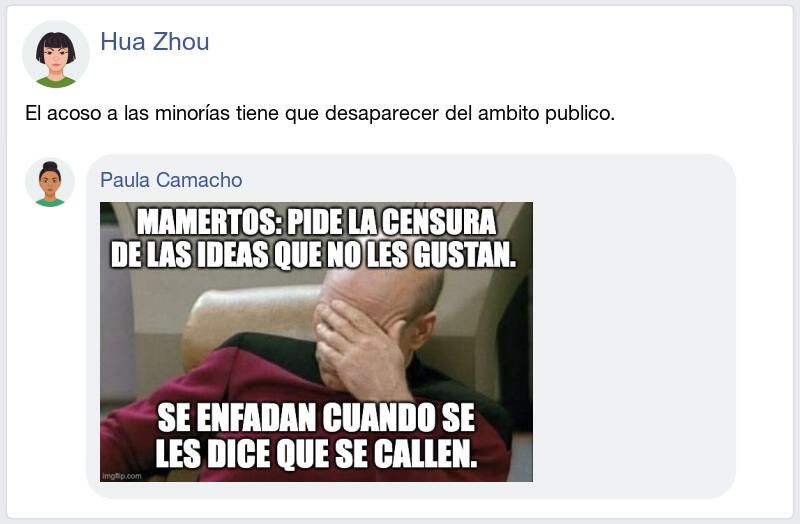 Hua Zhou
El acoso a las minorías tiene que desaparecer del ambito publico.
Paula Camacho
MAMERTOS: PIDE LA CENSURA
DE LAS IDEAS QUE NO LES GUSTAN.
SE ENFADAN CUANDO SE
LES DICE QUE SE CALLEN.
imgflip.com